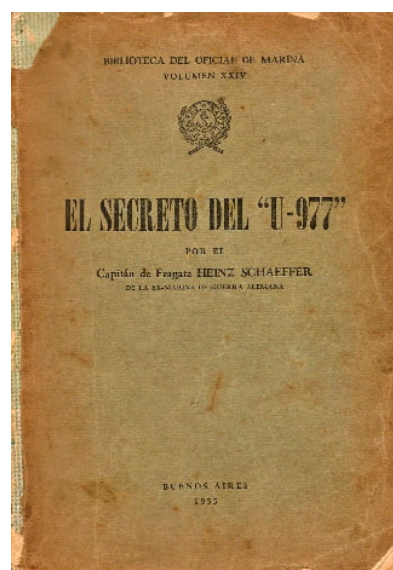 BIBLIOTECA DEL OFICIAL DE MARINA
VOLUMEN XXIV
EL SECRETO DEL "U-977"
POR EL
Capitán de Fragata HEINZ SCHAEFFER
DE LA EX-MARINA DE GUERRA ALEMANA
BUENOS AIRES
1955